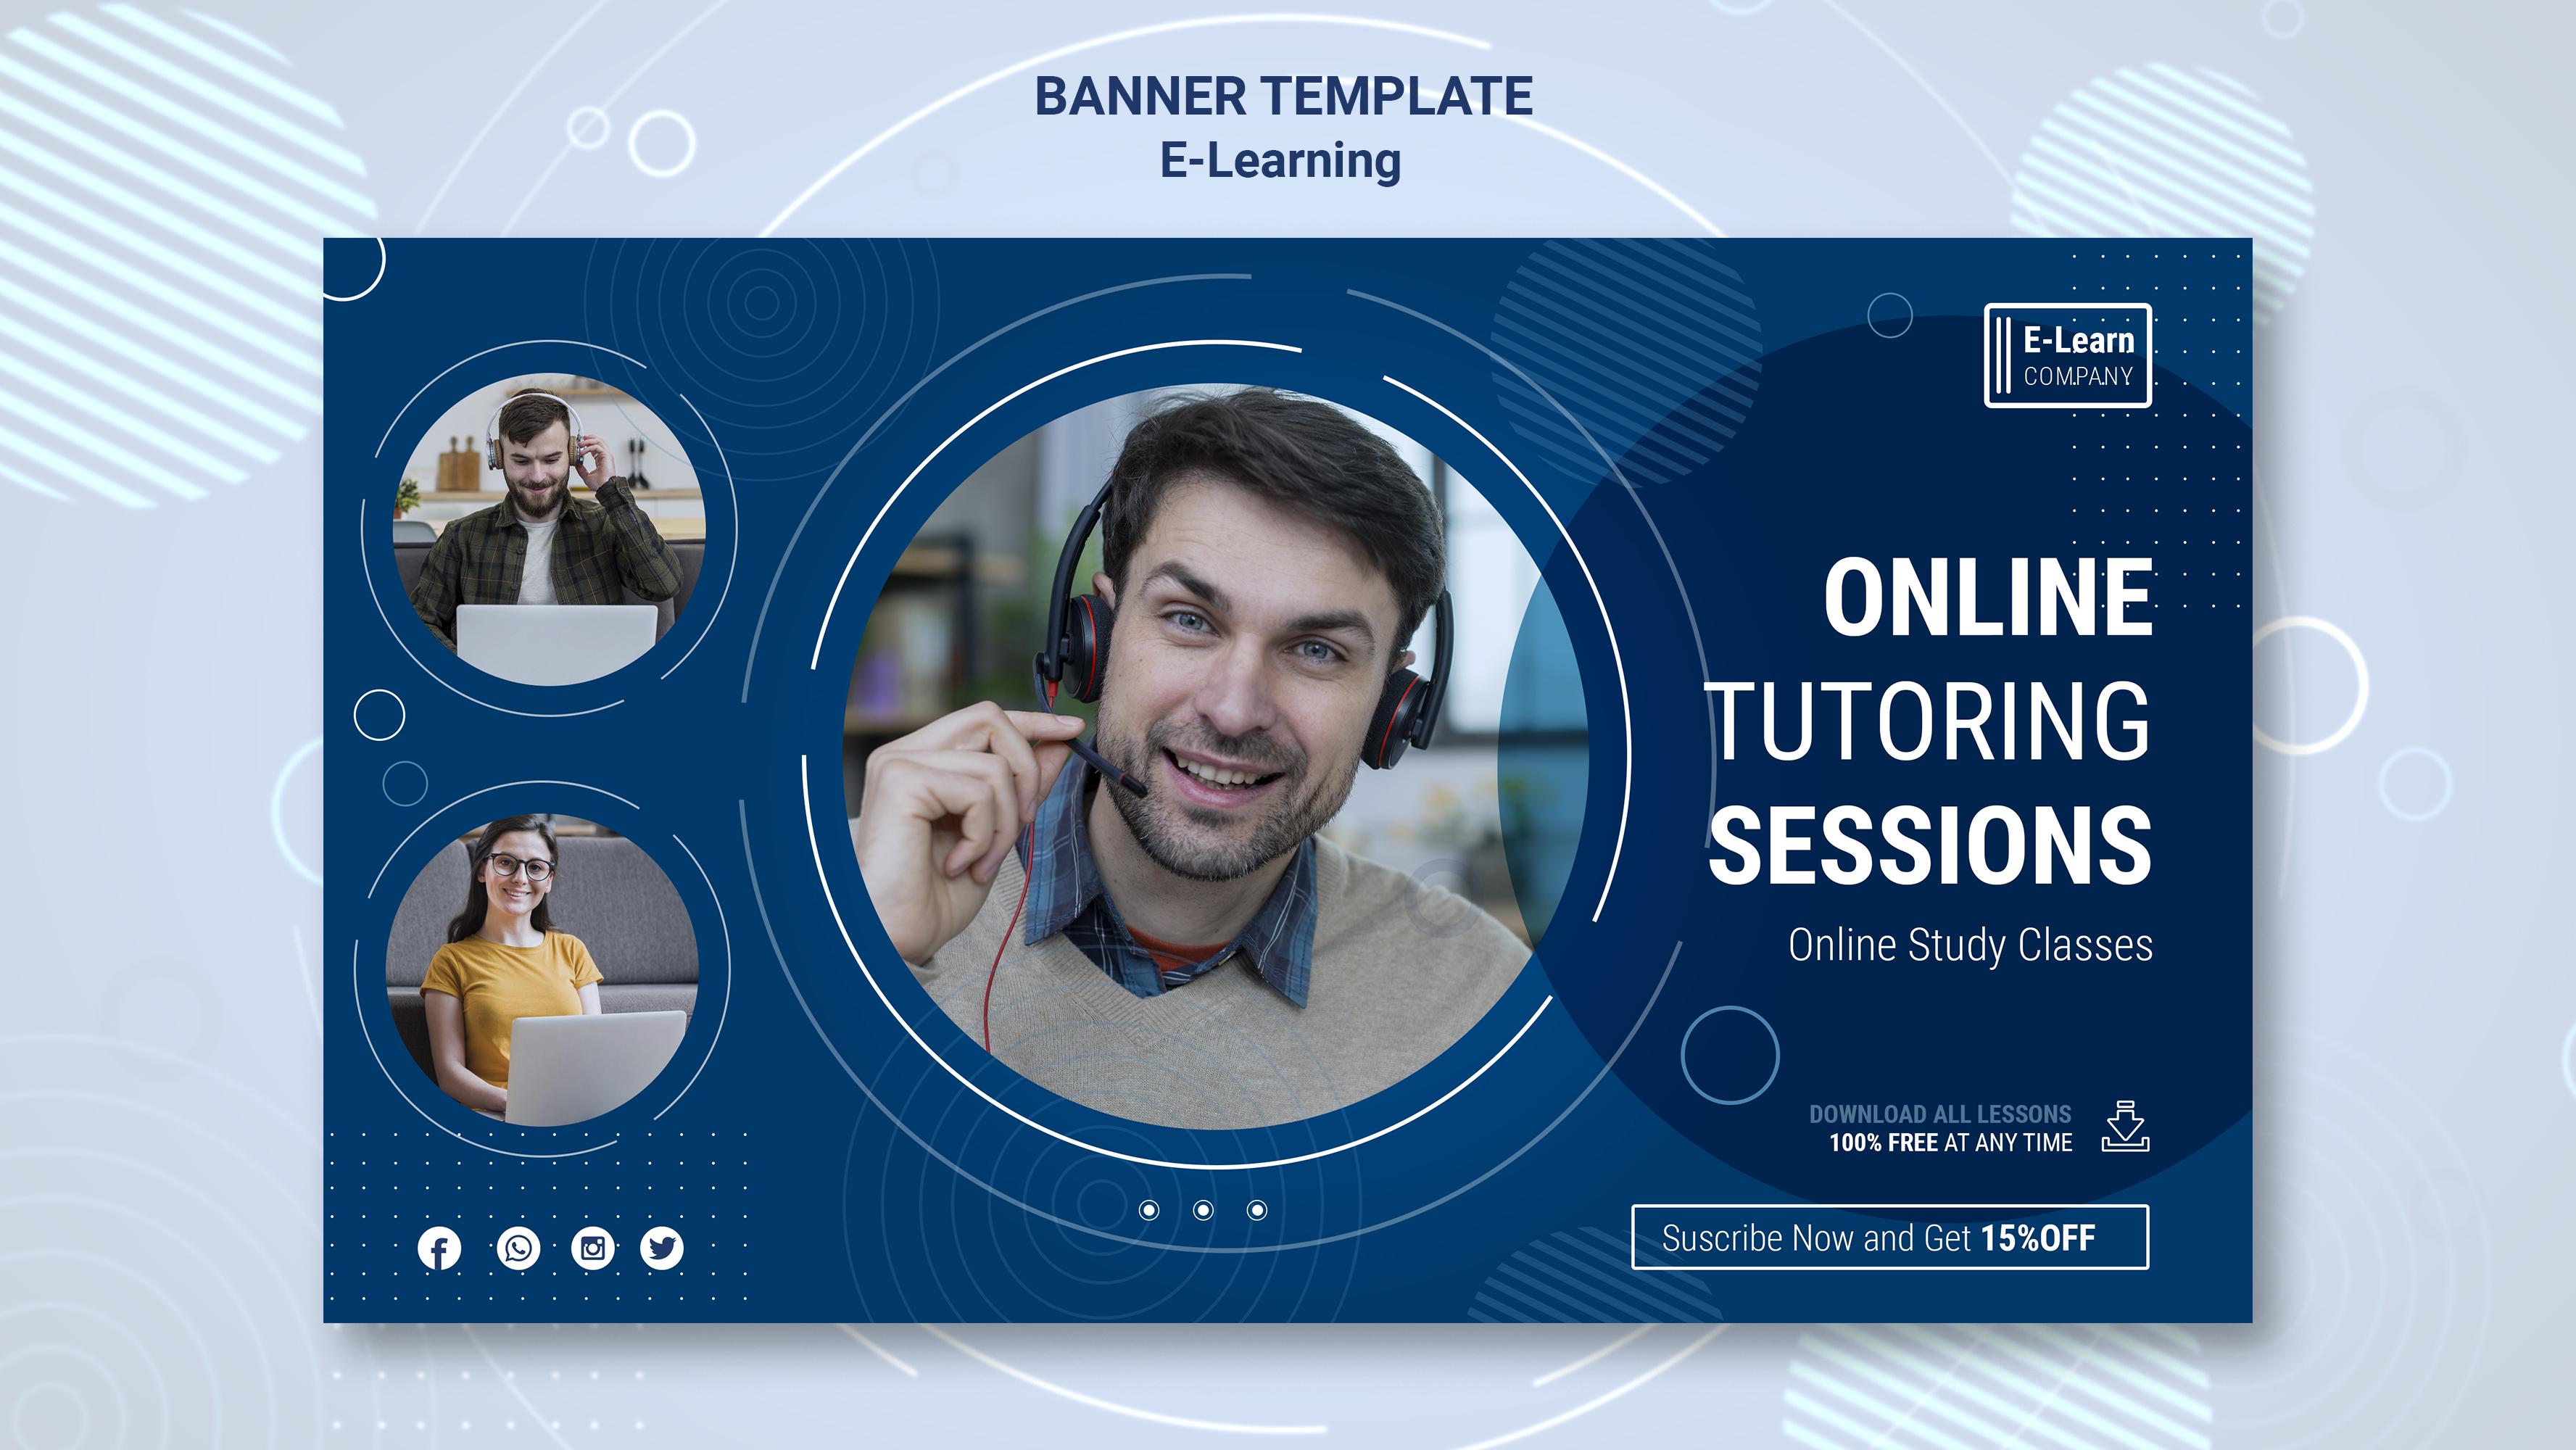 BANNER TEMPLATE
E-Learning
E-Learn
COMPANY
ONLINE
TUTORING
SESSIONS
Online Study Classes
DOWNLOAD ALL LESSONS
100% FREE AT ANY TIME
Suscribe Now and Get 15%OFF